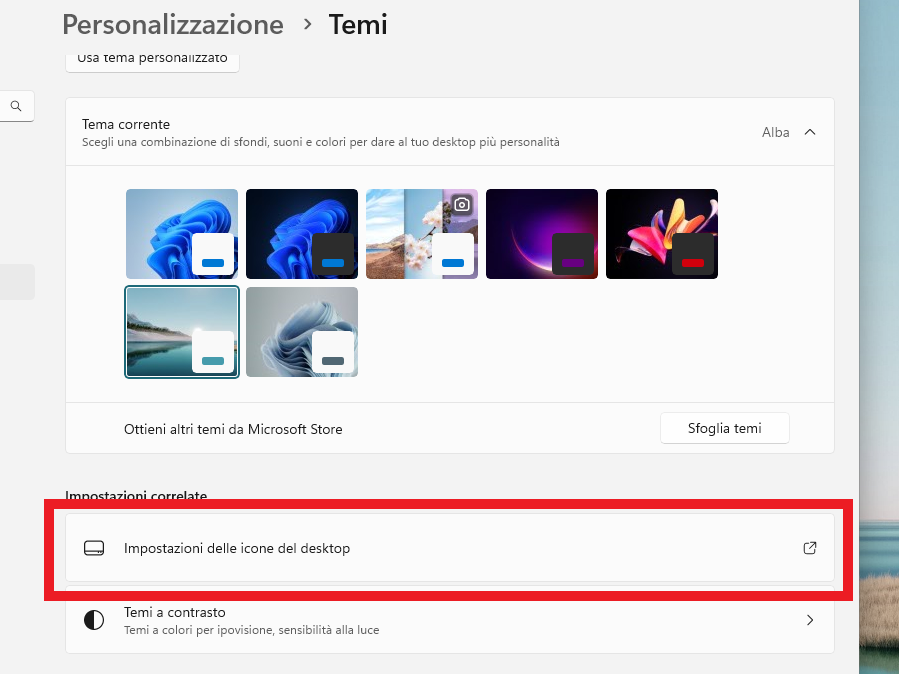 Personalizzazione > Temi
Usa tema personalizzato
Tema corrente
Scegli una combinazione di sfondi, suoni e colori per dare al tuo desktop più personalità
Alba
Ottieni altri temi da Microsoft Store
Sfoglia temi
Impostazioni correlate
Impostazioni delle icone del desktop
Temi a contrasto
Temi a colori per ipovisione, sensibilità alla luce